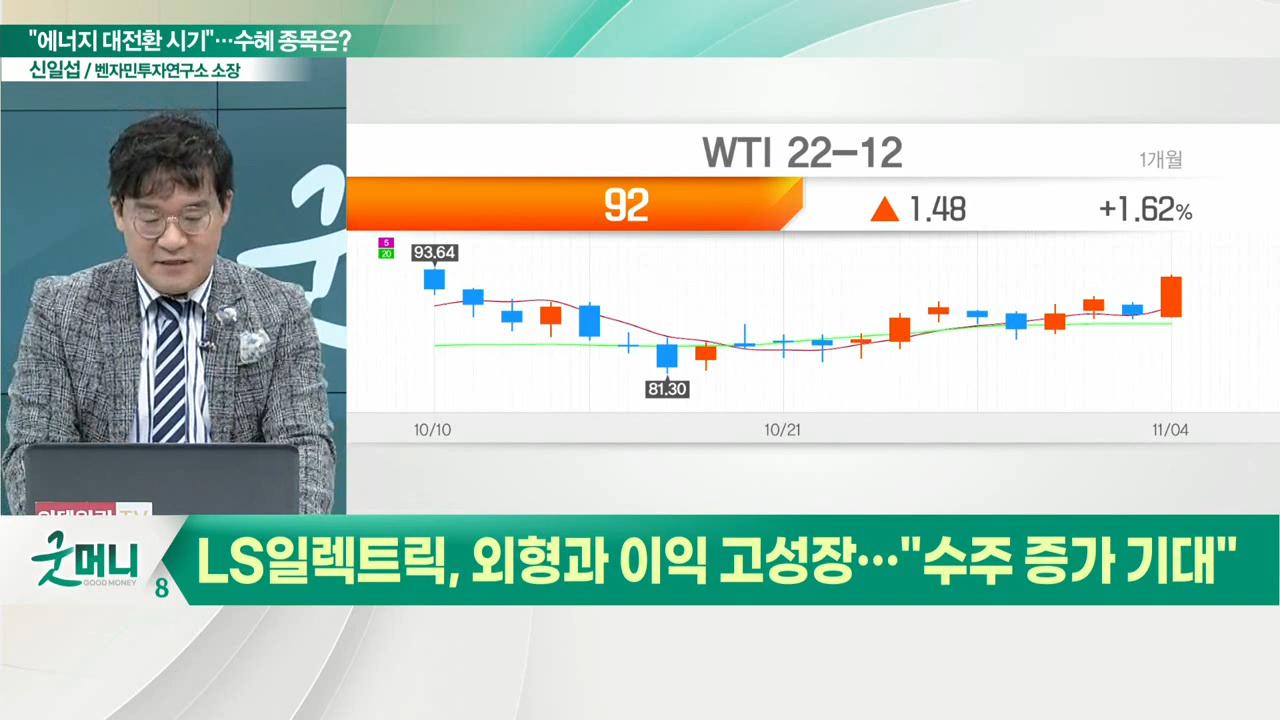 "에너지 대전환 시기"…수혜 종목은?
신일섭 / 벤자민투자연구소 소장
WTI 22-12
1개월
92
▲ 1.48
+1.62%
5
20
93.64
81.30
10/10
10/21
11/04
굿머니
GOOD MONEY
8
LS일렉트릭, 외형과 이익 고성장…"수주 증가 기대"